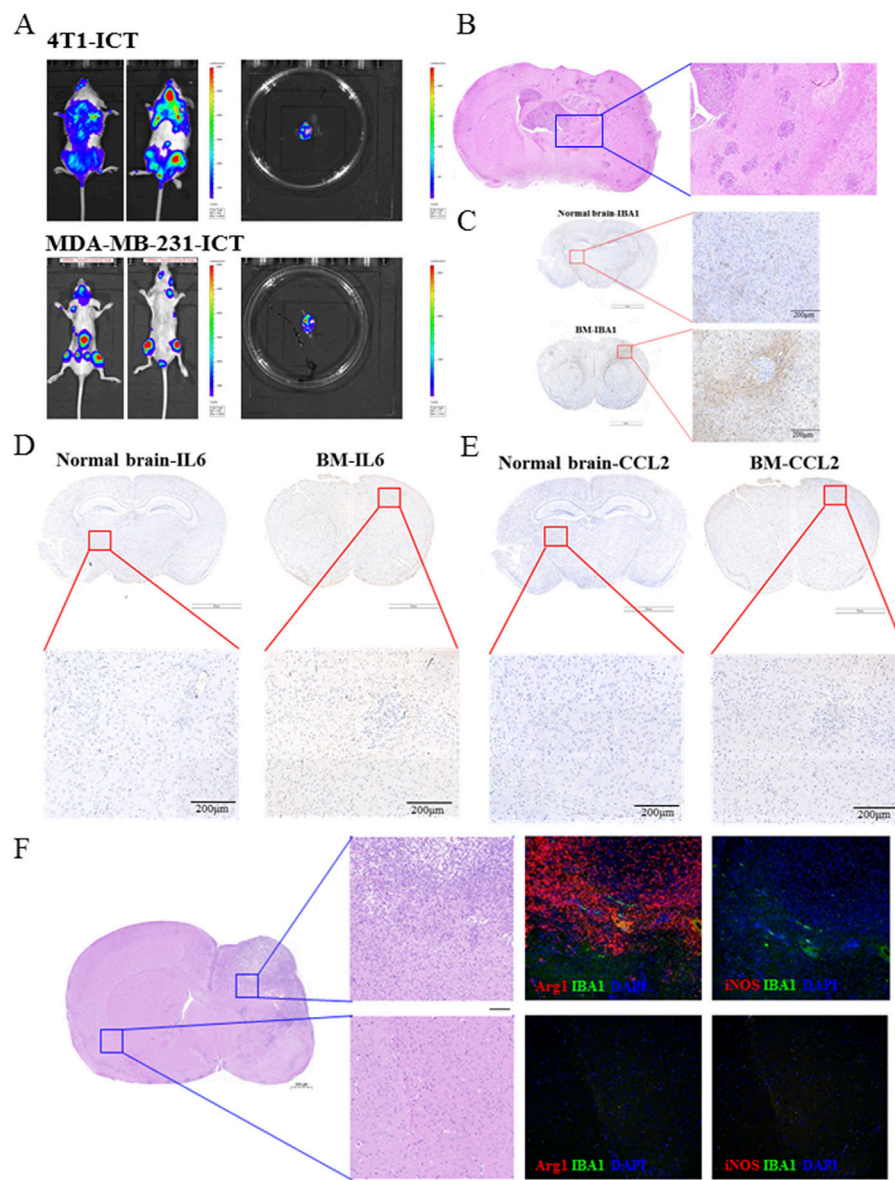 A
4T1-ICT
B
MDA-MB-231-ICT
C
Normal brain-IBA1
200μm
BM-IBA1
200μm
D
Normal brain-IL6
BM-IL6
E
Normal brain-CCL2
BM-CCL2
200μm
200μm
200μm
200μm
F
Arg1 IBA1 DAPI
iNOS IBA1 DAPI
Arg1 IBA1 DAPI
iNOS IBA1 DAPI